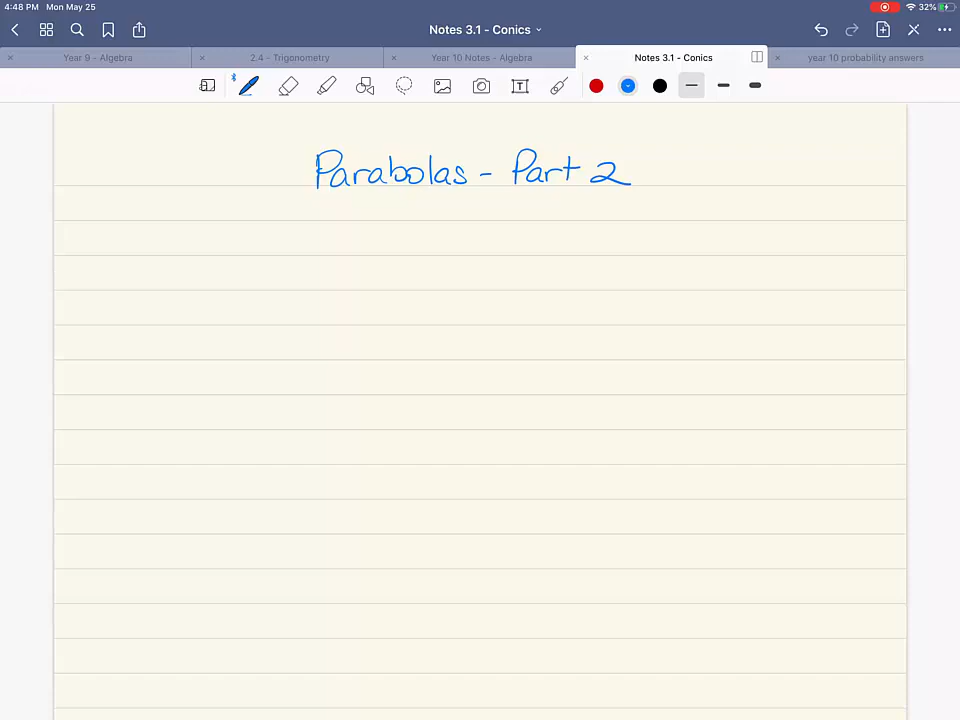 4:48 PM Mon May 25 32%
Notes 3.1 - Conics
Year 9 - Algebra 2.4 - Trigonometry Year 10 Notes - Algebra Notes 3.1 - Conics year 10 probability answers
T
Parabolas - Part 2